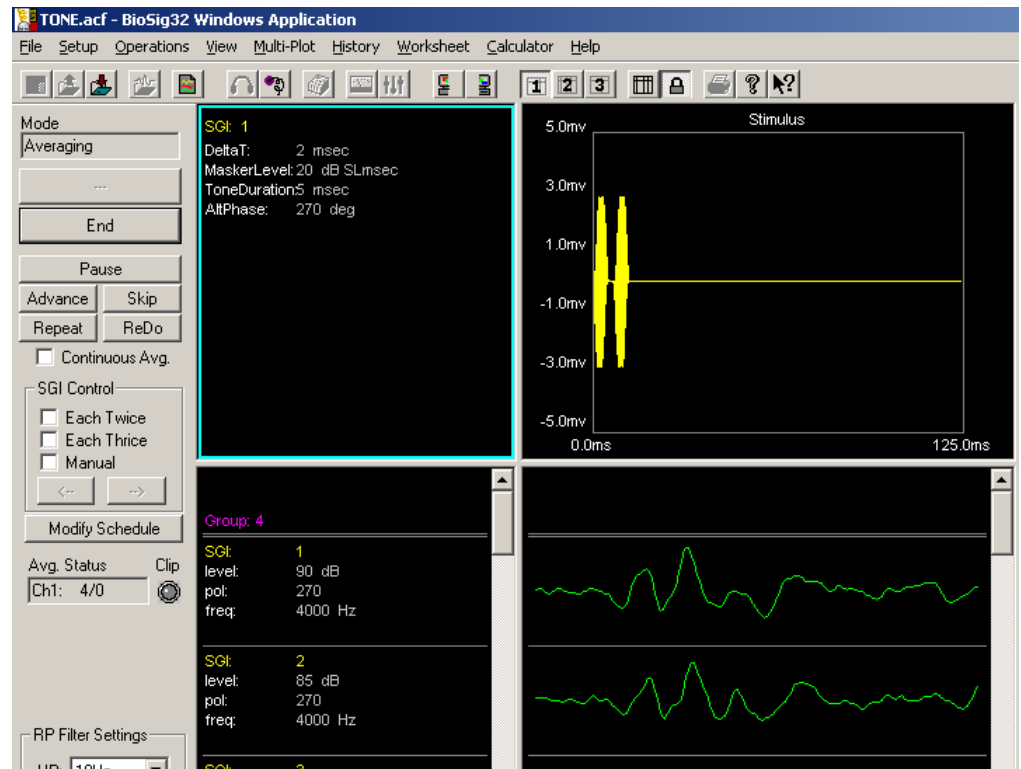 TONE.acf - BioSig32 Windows Application
File Setup Operations View Multi-Plot History Worksheet Calculator Help
1 2 3
Mode
Averaging
---
End
Pause
Advance Skip
Repeat ReDo
Continuous Avg.
SGI Control
Each Twice
Each Thrice
Manual
<-- -->
Modify Schedule
Avg. Status Clip
Ch1: 4/0
RP Filter Settings
SGI: 1
DeltaT: 2 msec
MaskerLevel: 20 dB SLmsec
ToneDuration:5 msec
AltPhase: 270 deg
Stimulus
5.0mv
3.0mv
1.0mv
-1.0mv
-3.0mv
-5.0mv
0.0ms 125.0ms
Group: 4
SGI: 1
level: 90 dB
pol: 270
freq: 4000 Hz
SGI: 2
level: 85 dB
pol: 270
freq: 4000 Hz